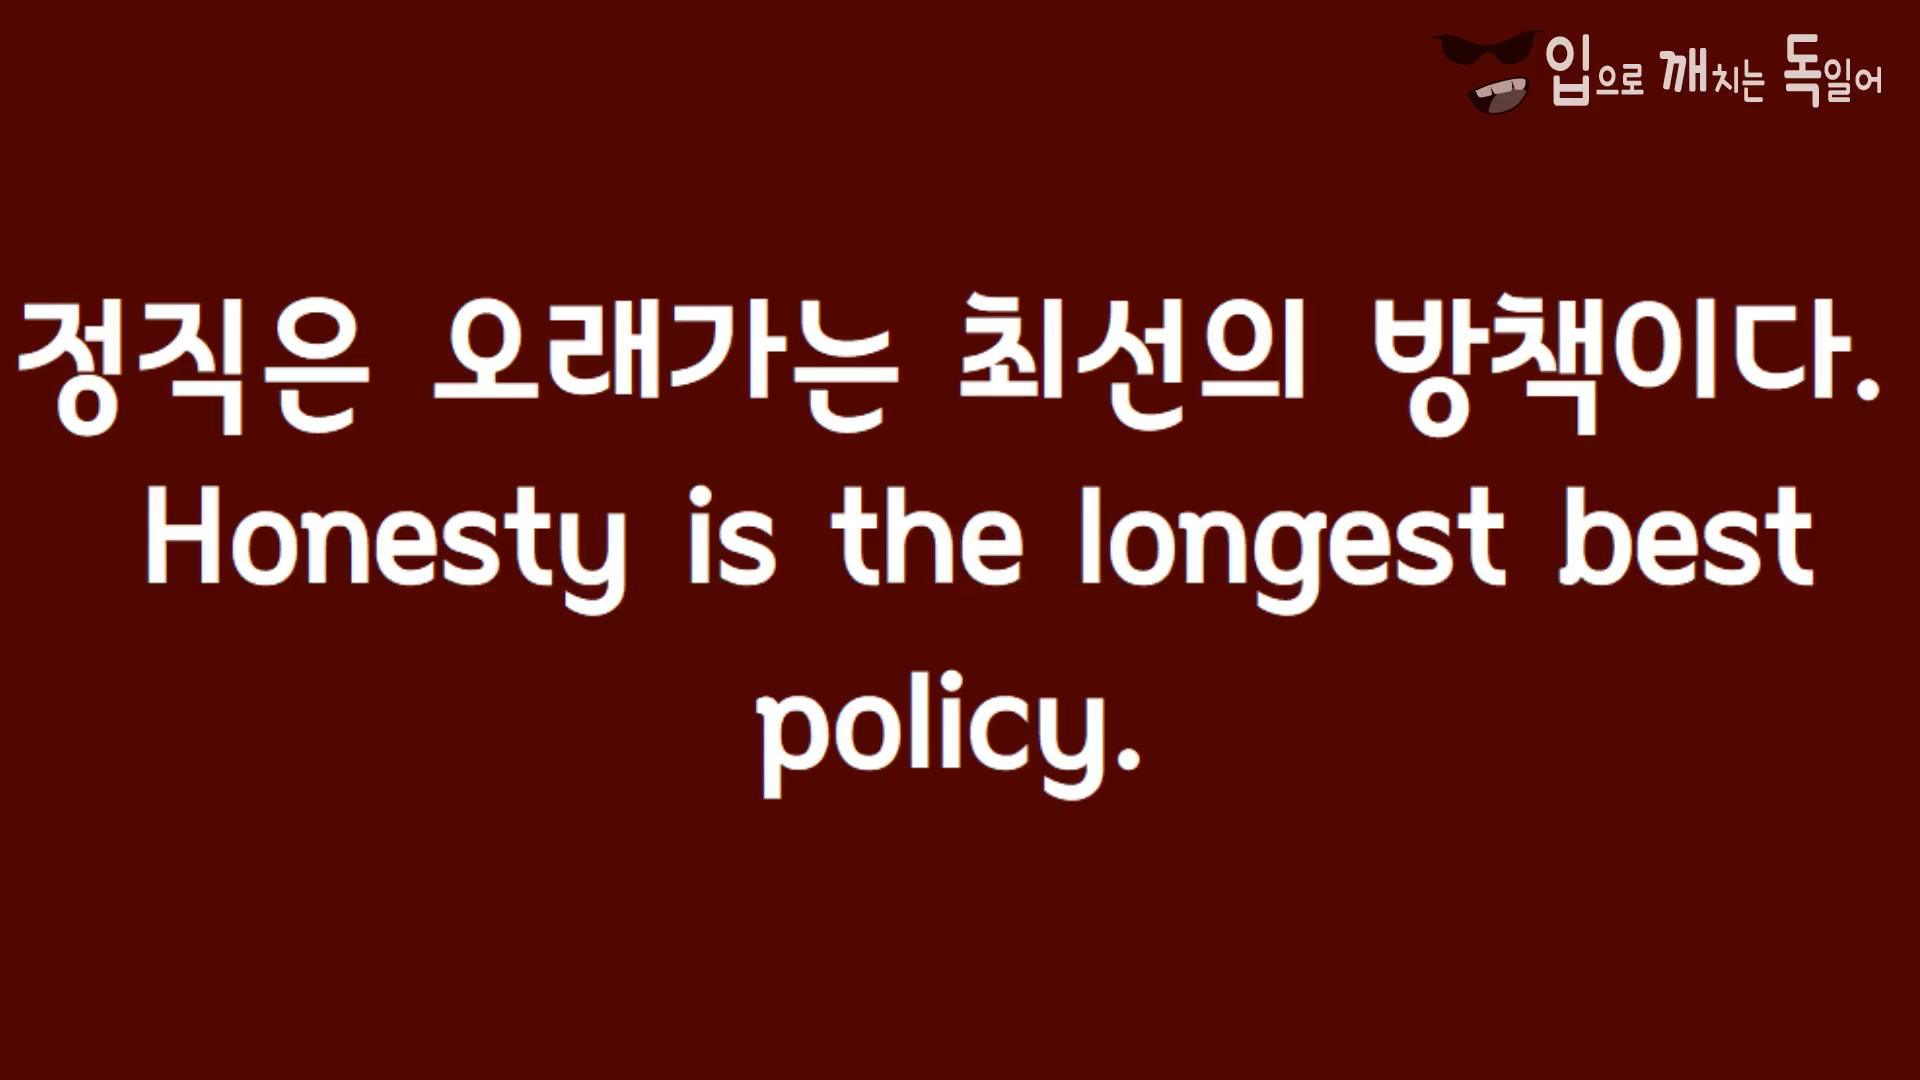 입으로 깨치는 독일어
정직은 오래가는 최선의 방책이다.
Honesty is the longest best
policy.